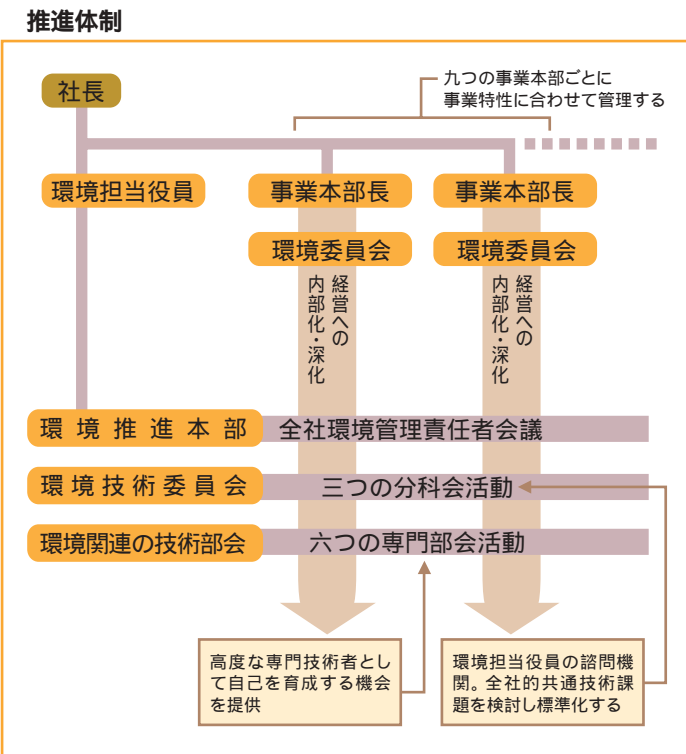 推進体制
社長
九つの事業本部ごとに
事業特性に合わせて管理する
環境担当役員
事業本部長
事業本部長
環境委員会
環境委員会
経営への
内部化・深化
経営への
内部化・深化
環境推進本部
全社環境管理責任者会議
環境技術委員会
三つの分科会活動
環境関連の技術部会
六つの専門部会活動
高度な専門技術者とし
て自己を育成する機会
を提供
環境担当役員の諮問機
関。全社的共通技術課
題を検討し標準化する